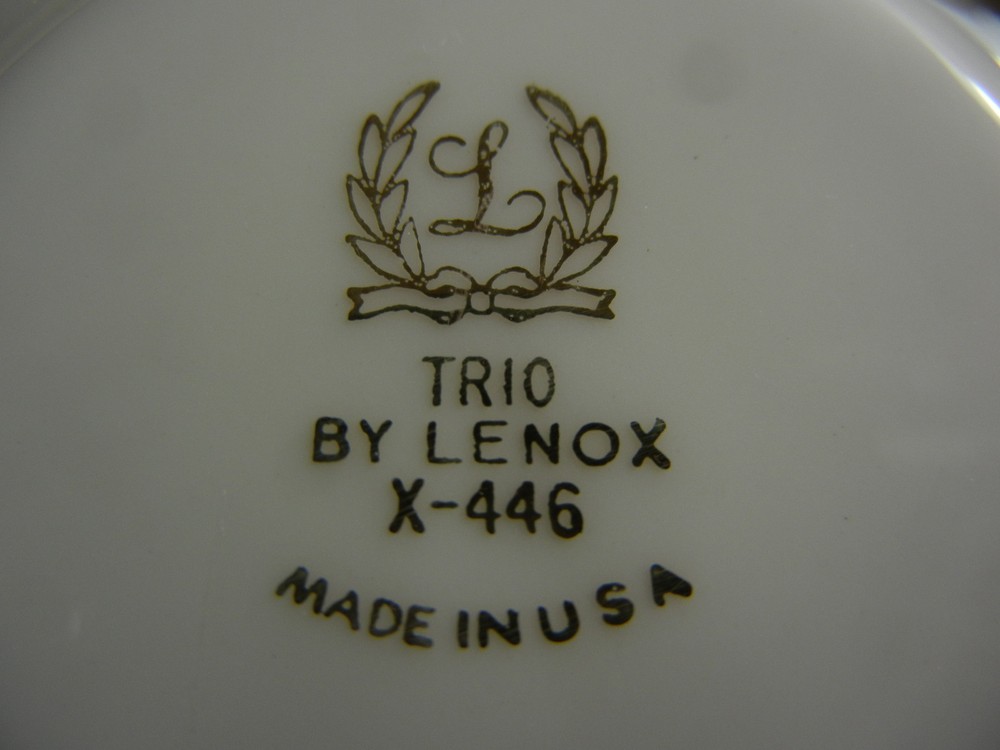 L
TRIO
BY LENOX
X-446
MADE IN USA